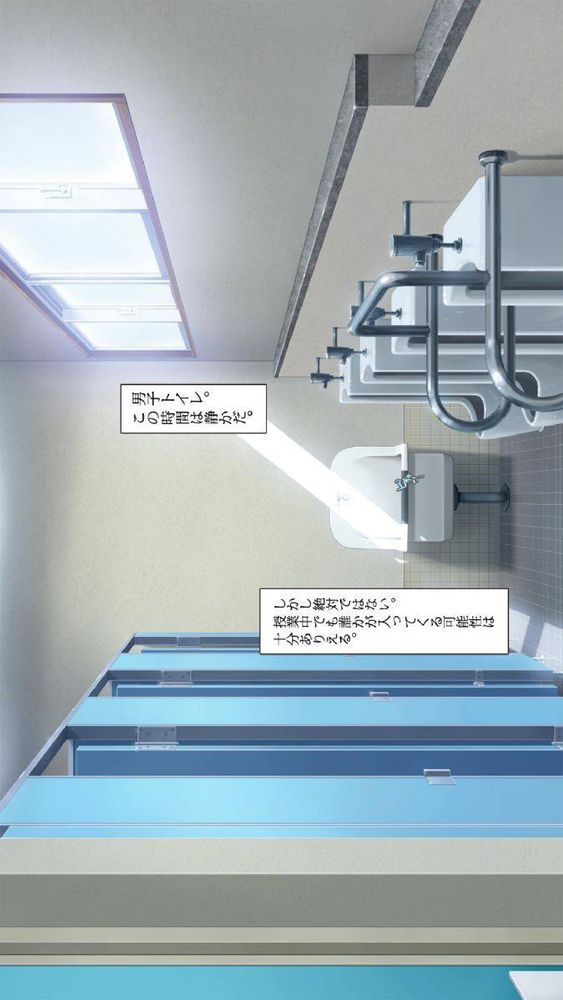 男子トイレ。
この時間は静かだ。
しかし絶対ではない。
授業中でも誰かが入ってくる可能性は
十分ありえる。